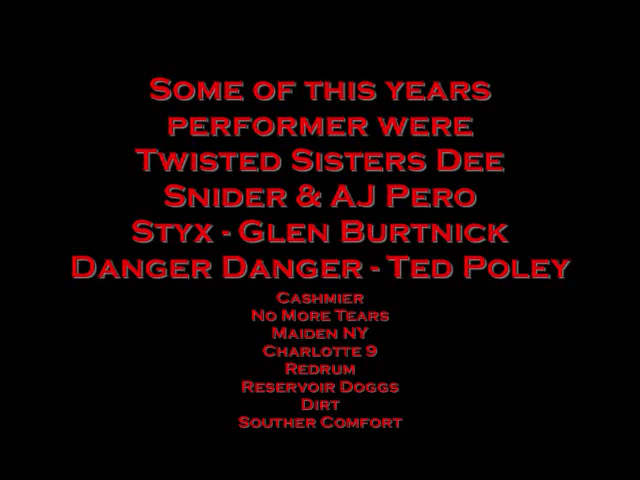 Some of this years
performer were
Twisted Sisters Dee
Snider & AJ Pero
Styx - Glen Burtnick
Danger Danger - Ted Poley
Cashmier
No More Tears
Maiden NY
Charlotte 9
Redrum
Reservoir Doggs
Dirt
Souther Comfort